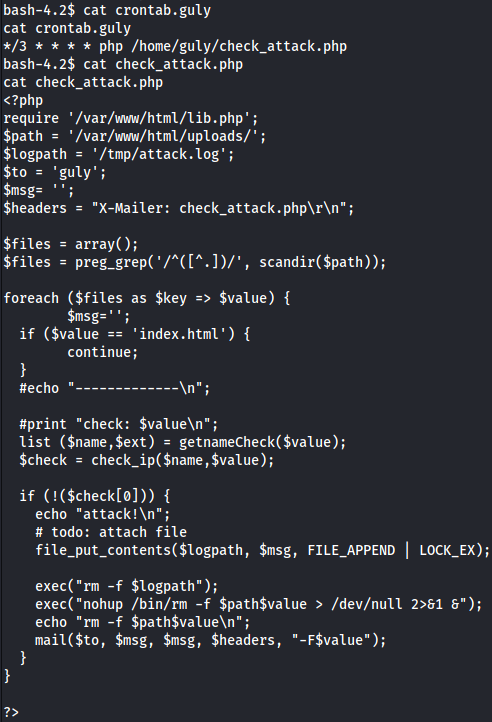 bash-4.2$ cat crontab.guly
cat crontab.guly
*/3 * * * * php /home/guly/check_attack.php
bash-4.2$ cat check_attack.php
cat check_attack.php
<?php
require '/var/www/html/lib.php';
$path = '/var/www/html/uploads/';
$logpath = '/tmp/attack.log';
$to = 'guly';
$msg= '';
$headers = "X-Mailer: check_attack.php\r\n";

$files = array();
$files = preg_grep('/^([^.])/', scandir($path));

foreach ($files as $key => $value) {
        $msg='';
  if ($value == 'index.html') {
        continue;
  }
  #echo "-------------\n";

  #print "check: $value\n";
  list ($name,$ext) = getnameCheck($value);
  $check = check_ip($name,$value);

  if (!($check[0])) {
    echo "attack!\n";
    # todo: attach file
    file_put_contents($logpath, $msg, FILE_APPEND | LOCK_EX);

    exec("rm -f $logpath");
    exec("nohup /bin/rm -f $path$value > /dev/null 2>&1 &");
    echo "rm -f $path$value\n";
    mail($to, $msg, $msg, $headers, "-F$value");
  }
}

?>